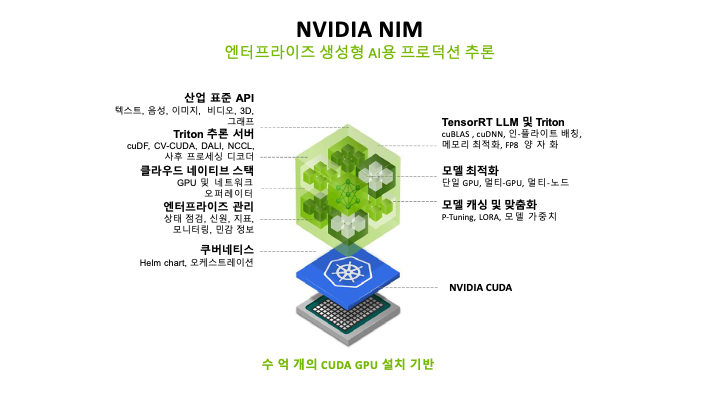 NVIDIA NIM
엔터프라이즈 생성형 AI용 프로덕션 추론
산업 표준 API
텍스트, 음성, 이미지, 비디오, 3D,
그래프
Triton 추론 서버
cuDF, CV-CUDA, DALI, NCCL,
사후 프로세싱 디코더
클라우드 네이티브 스택
GPU 및 네트워크
오퍼레이터
엔터프라이즈 관리
상태 점검, 신원, 지표,
모니터링, 민감 정보
쿠버네티스
Helm chart, 오케스트레이션
TensorRT LLM 및 Triton
cuBLAS , cuDNN, 인-플라이트 배칭,
메모리 최적화, FP8 양 자 화
모델 최적화
단일 GPU, 멀티-GPU, 멀티-노드
모델 캐싱 및 맞춤화
P-Tuning, LORA, 모델 가중치
NVIDIA CUDA
수 억 개의 CUDA GPU 설치 기반